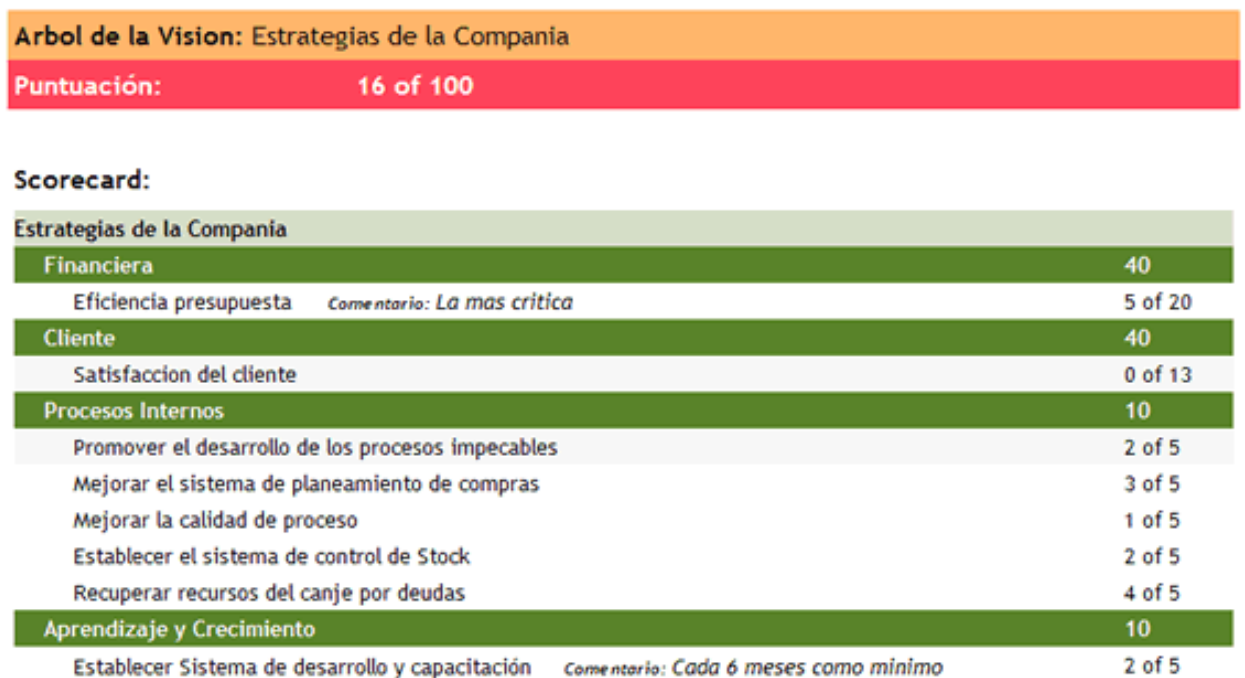 Arbol de la Vision: Estrategias de la Compania
Puntuación: 16 of 100
Scorecard:
Estrategias de la Compania
Financiera 40
Eficiencia presupuesta Comentario: La mas critica 5 of 20
Cliente 40
Satisfaccion del cliente 0 of 13
Procesos Internos 10
Promover el desarrollo de los procesos impecables 2 of 5
Mejorar el sistema de planeamiento de compras 3 of 5
Mejorar la calidad de proceso 1 of 5
Establecer el sistema de control de Stock 2 of 5
Recuperar recursos del canje por deudas 4 of 5
Aprendizaje y Crecimiento 10
Establecer Sistema de desarrollo y capacitación Comentario: Cada 6 meses como minimo 2 of 5